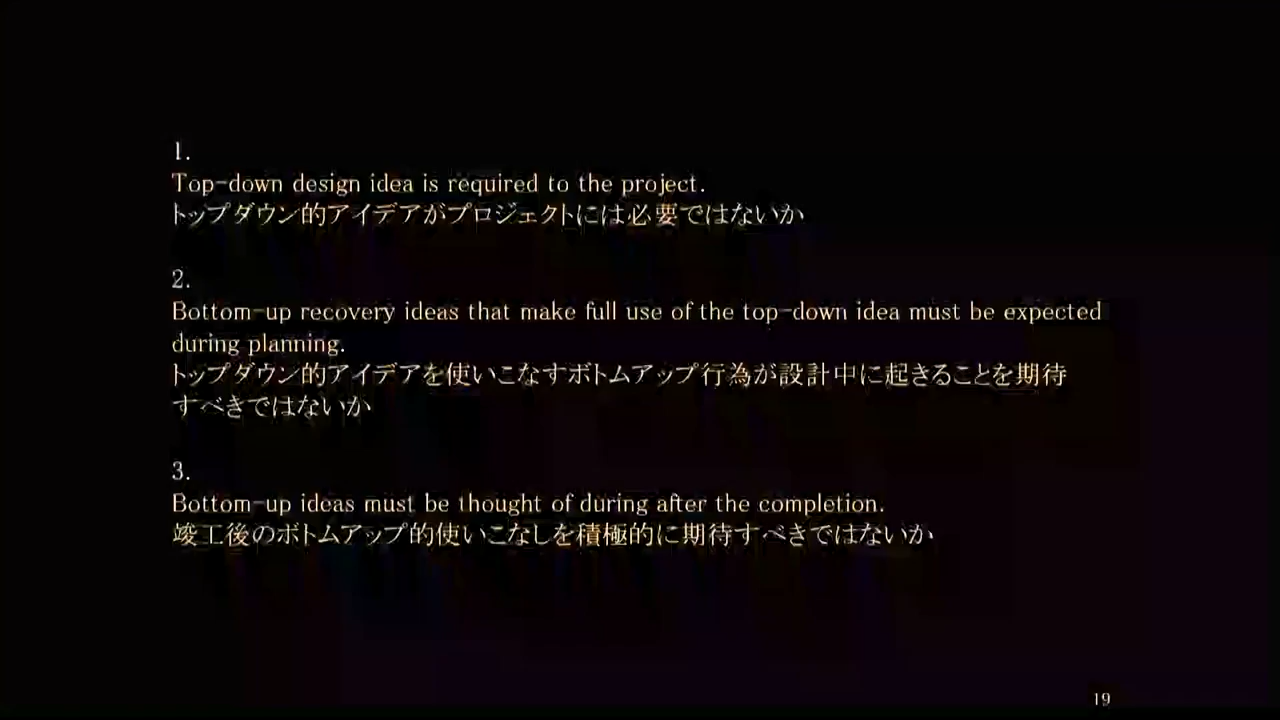 1.
Top-down design idea is required to the project.
トップダウン的アイデアがプロジェクトには必要ではないか
2.
Bottom-up recovery ideas that make full use of the top-down idea must be expected
during planning.
トップダウン的アイデアを使いこなすボトムアップ行為が設計中に起きることを期待
すべきではないか
3.
Bottom-up ideas must be thought of during after the completion.
竣工後のボトムアップ的使いこなしを積極的に期待すべきではないか
19